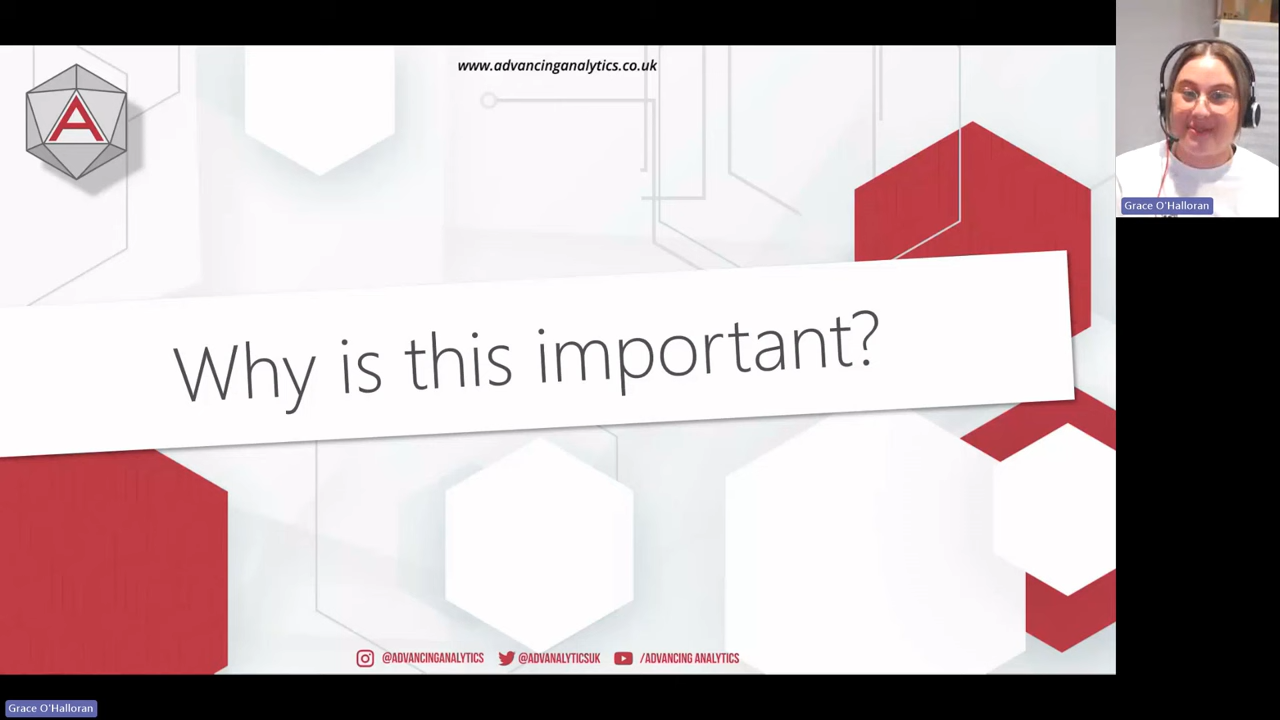 www.advancinganalytics.co.uk
A
Grace O'Halloran
Why is this important?
@ADVANCINGANALYTICS @ADVANALYTICSUK /ADVANCING ANALYTICS
Grace O'Halloran